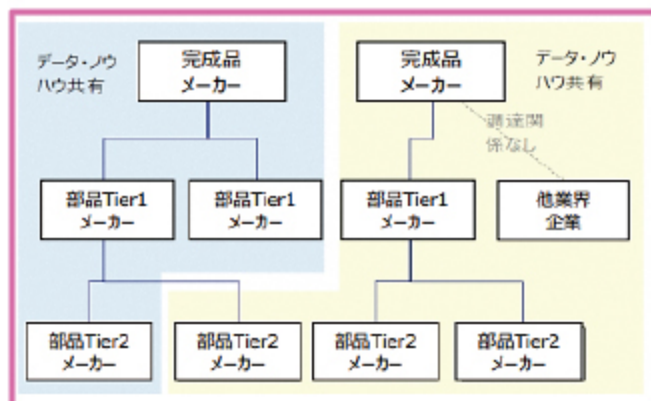 データ・ノウ
ハウ共有
完成品
メーカー
完成品
メーカー
データ・ノウ
ハウ共有
調達関
係なし
部品Tier1
メーカー
部品Tier1
メーカー
部品Tier1
メーカー
他業界
企業
部品Tier2
メーカー
部品Tier2
メーカー
部品Tier2
メーカー
部品Tier2
メーカー